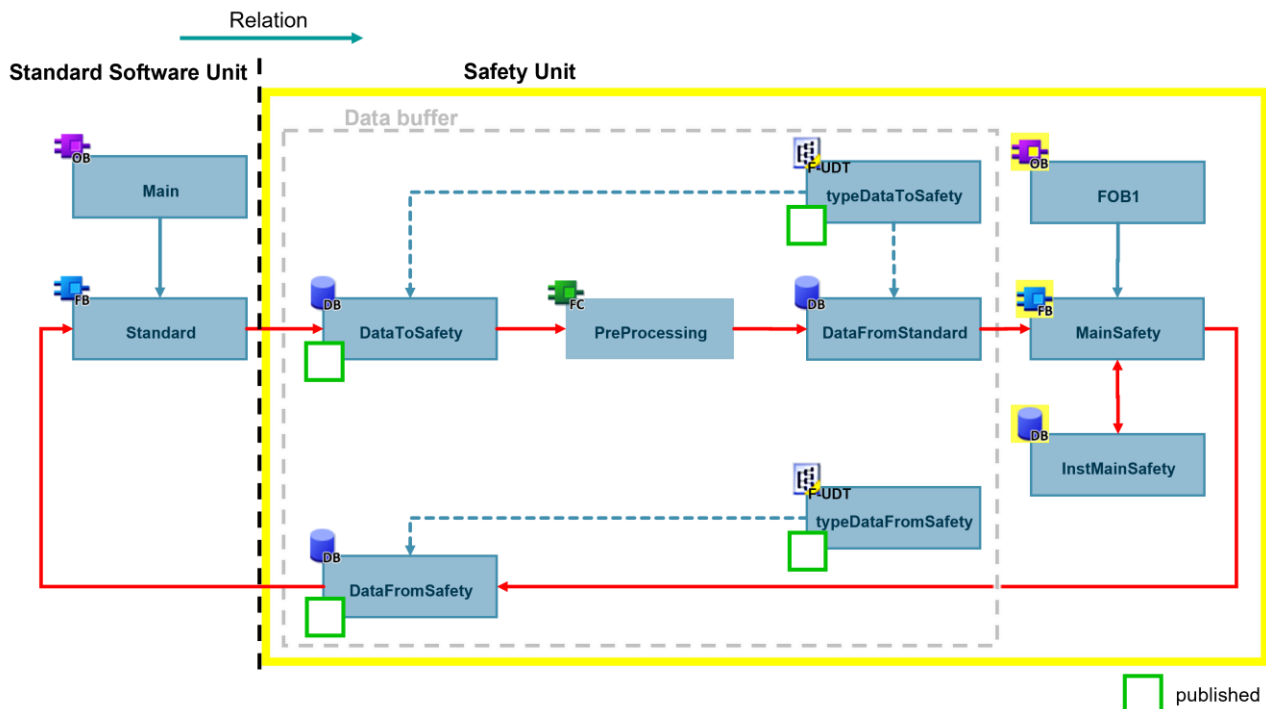 Relation
Standard Software Unit
Safety Unit
Data buffer
OB
Main
F-UDT
typeDataToSafety
OB
FOB1
FB
Standard
DB
DataToSafety
FC
PreProcessing
DB
DataFromStandard
FB
MainSafety
DB
InstMainSafety
F-UDT
typeDataFromSafety
DB
DataFromSafety
published